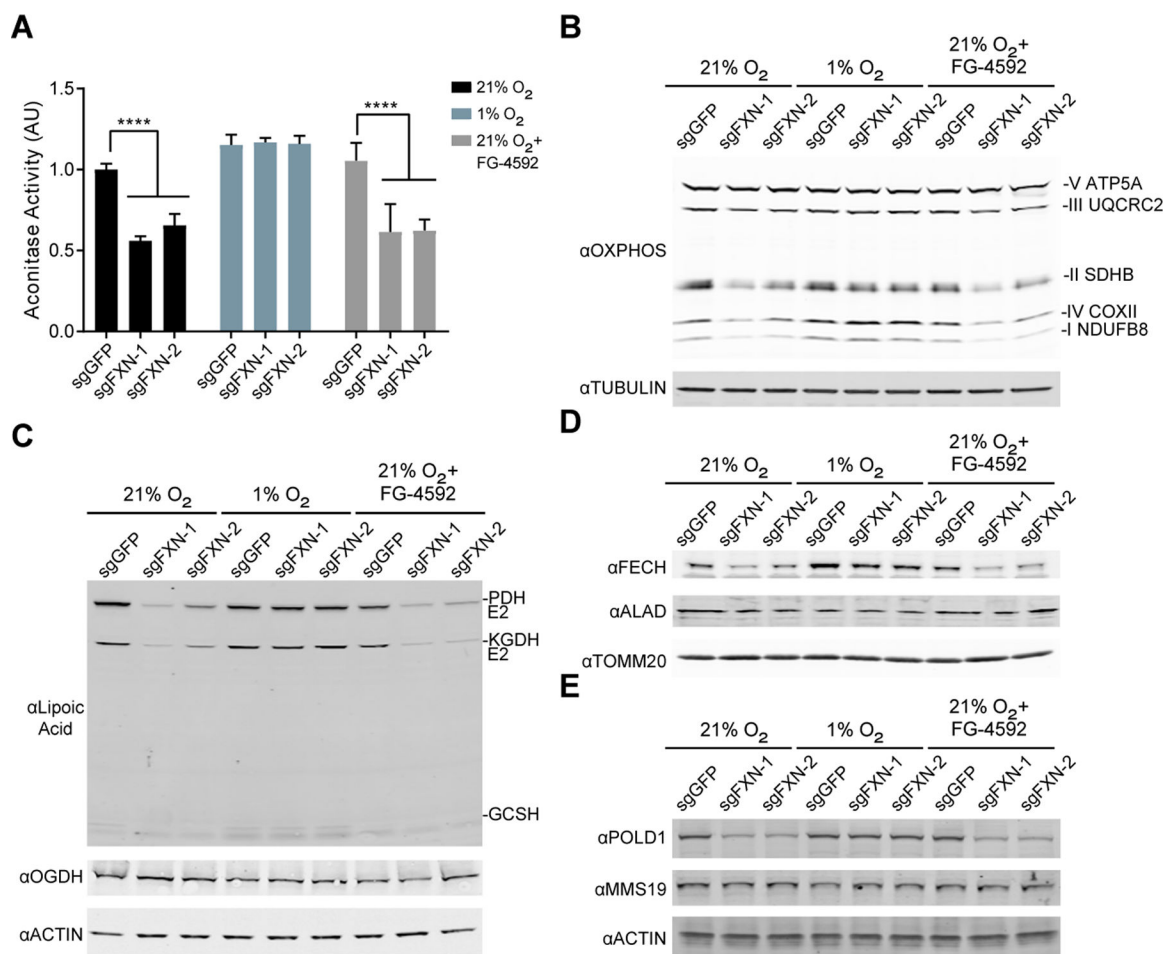 A
Aconitase Activity (AU)
1.5
1.0
0.5
0.0
****
****
21% O2
1% O2
21% O2+
FG-4592
sgGFP
sgFXN-1
sgFXN-2
sgGFP
sgFXN-1
sgFXN-2
sgGFP
sgFXN-1
sgFXN-2
B
21% O2+
FG-4592
21% O2
1% O2
sgGFP
sgFXN-1
sgFXN-2
sgGFP
sgFXN-1
sgFXN-2
sgGFP
sgFXN-1
sgFXN-2
αOXPHOS
-V ATP5A
-III UQCRC2
-II SDHB
-IV COXII
-I NDUFB8
αTUBULIN
C
21% O2+
FG-4592
21% O2
1% O2
sgGFP
sgFXN-1
sgFXN-2
sgGFP
sgFXN-1
sgFXN-2
sgGFP
sgFXN-1
sgFXN-2
-PDH
E2
-KGDH
E2
αLipoic
Acid
-GCSH
αOGDH
αACTIN
D
21% O2+
FG-4592
21% O2
1% O2
sgGFP
sgFXN-1
sgFXN-2
sgGFP
sgFXN-1
sgFXN-2
sgGFP
sgFXN-1
sgFXN-2
αFECH
αALAD
αTOMM20
E
21% O2+
FG-4592
21% O2
1% O2
sgGFP
sgFXN-1
sgFXN-2
sgGFP
sgFXN-1
sgFXN-2
sgGFP
sgFXN-1
sgFXN-2
αPOLD1
αMMS19
αACTIN